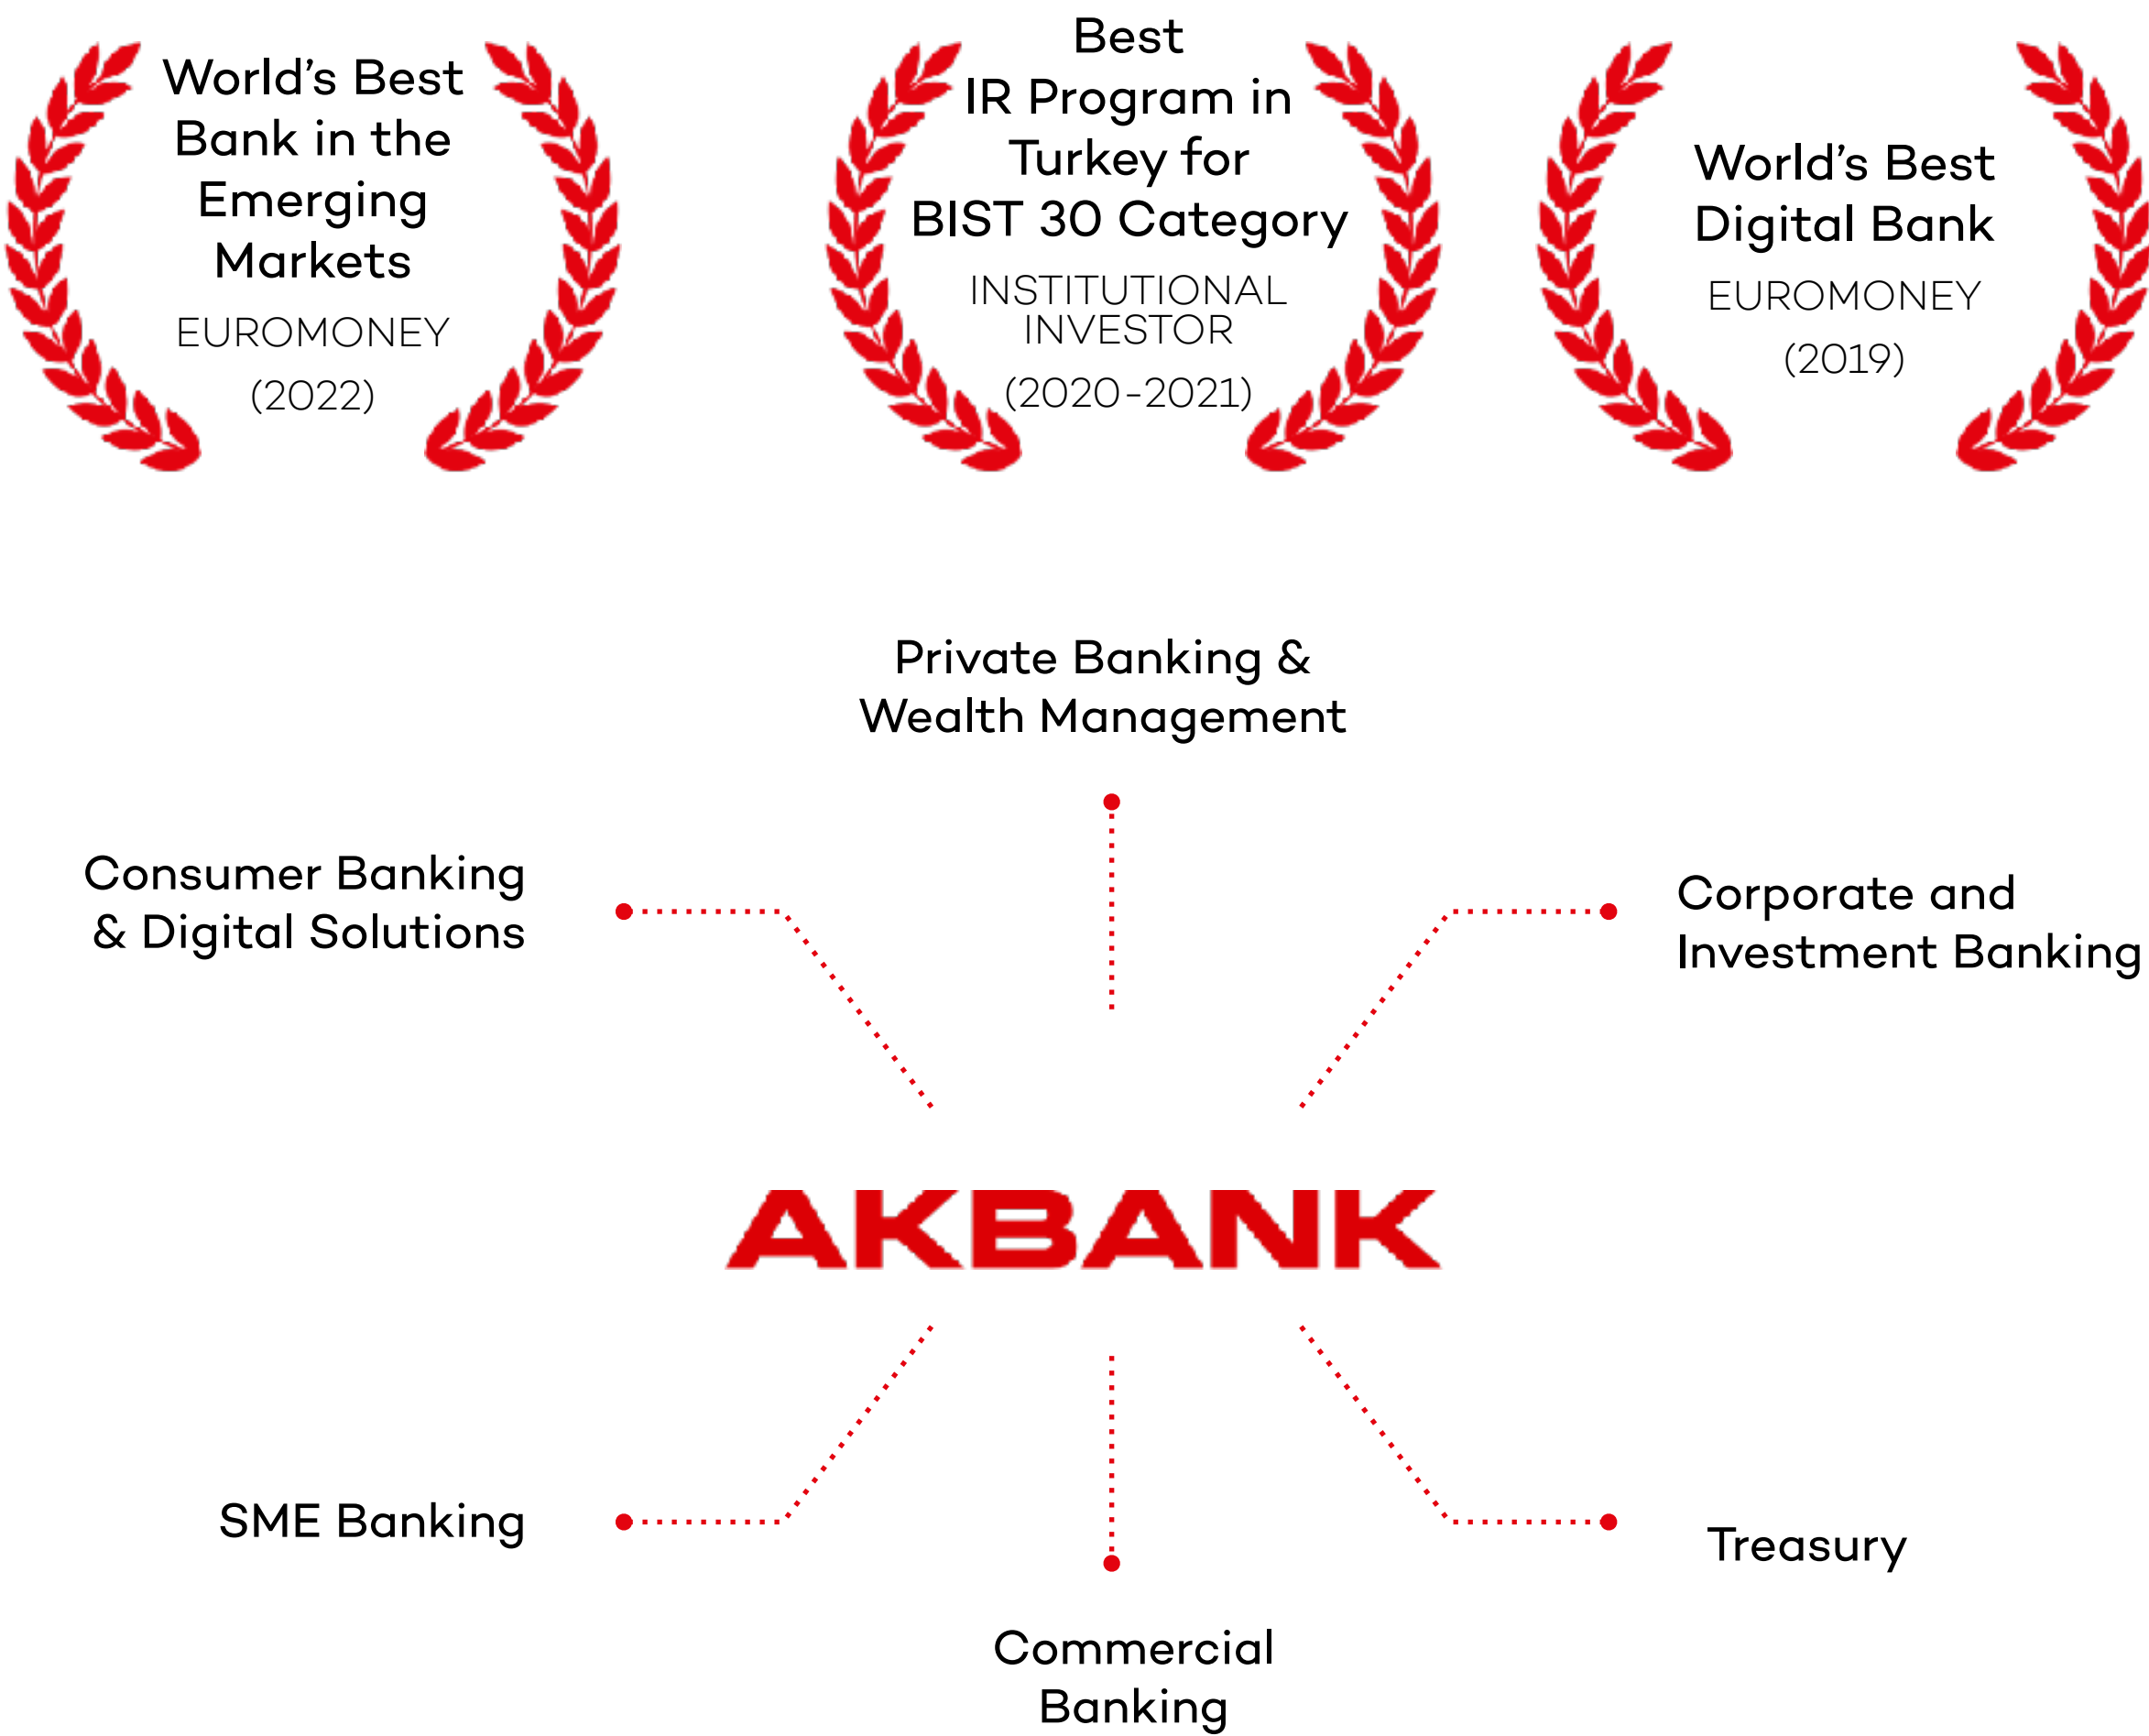 World's Best
Bank in the
Emerging
Markets
EUROMONEY
(2022)
Best
IR Program in
Turkey for
BIST 30 Category
INSTITUTIONAL
INVESTOR
(2020-2021)
World's Best
Digital Bank
EUROMONEY
(2019)
Private Banking &
Wealth Management
Consumer Banking
& Digital Solutions
Corporate and
Investment Banking
AKBANK
SME Banking
Treasury
Commercial
Banking